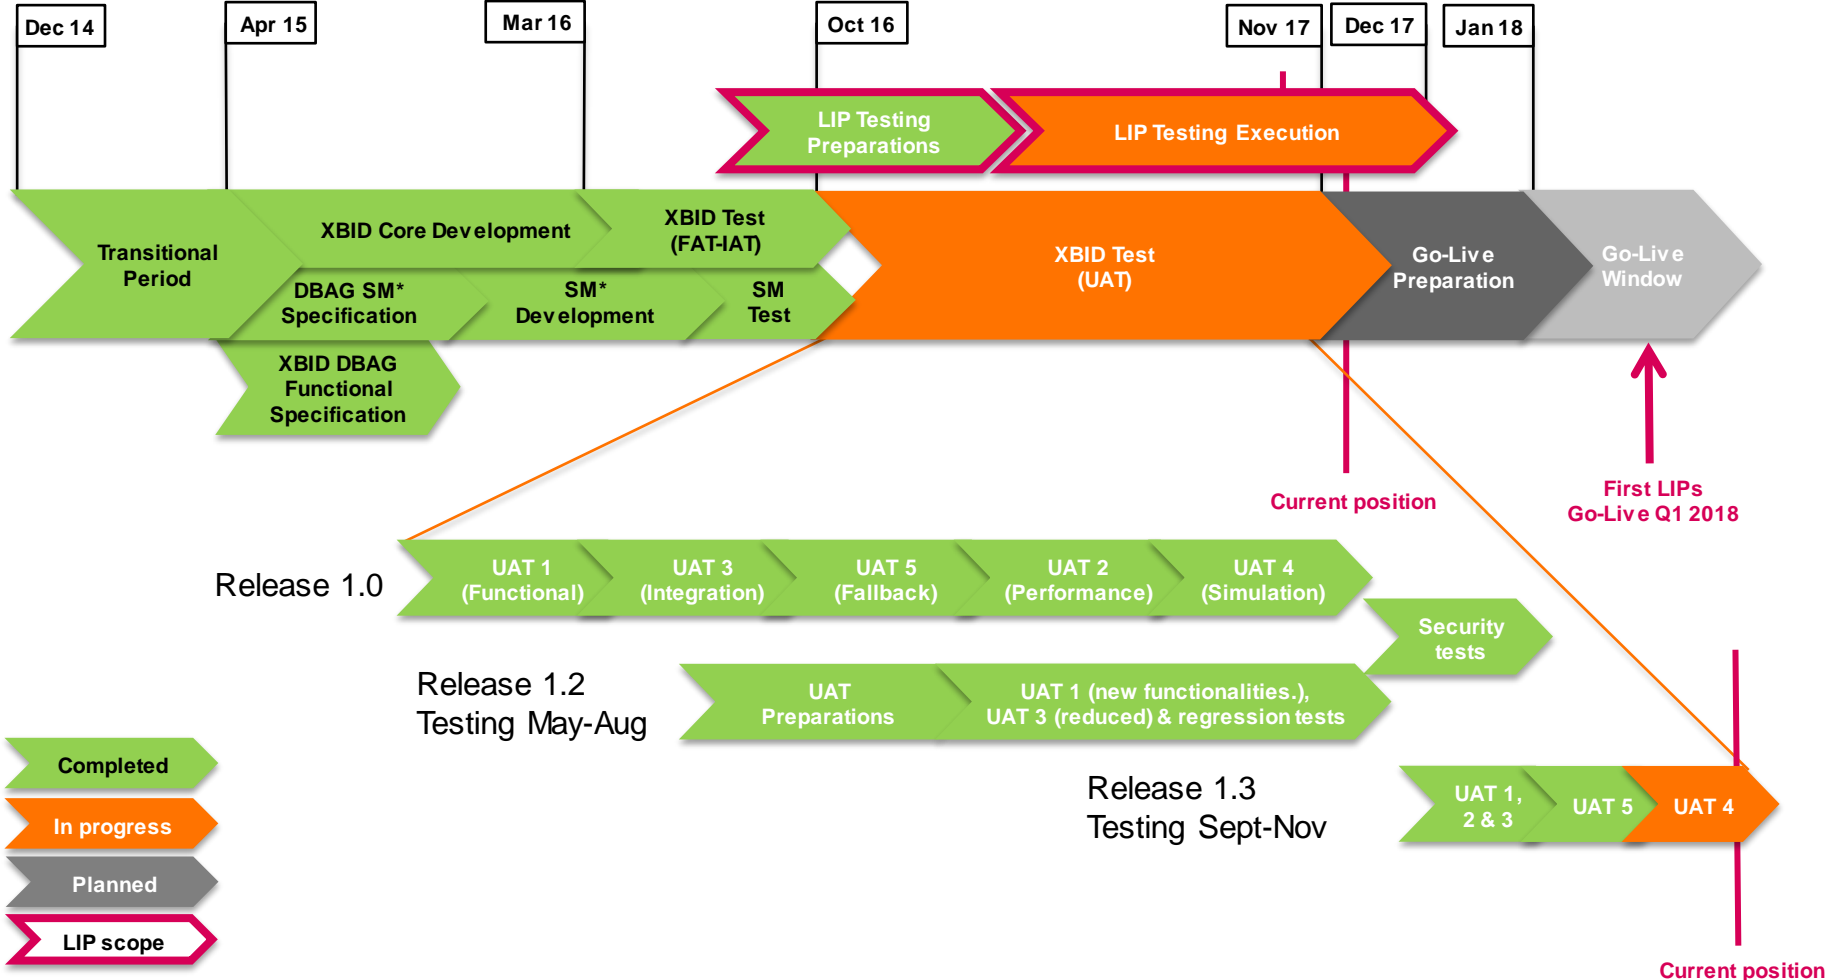 Dec 14
Apr 15
Mar 16
Oct 16
Nov 17
Dec 17
Jan 18
LIP Testing
Preparations
LIP Testing Execution
Transitional
Period
XBID Core Development
XBID Test
(FAT-IAT)
DBAG SM*
Specification
SM*
Development
SM
Test
XBID DBAG
Functional
Specification
XBID Test
(UAT)
Go-Live
Preparation
Go-Live
Window
Current position
First LIPs
Go-Live Q1 2018
Release 1.0
UAT 1
(Functional)
UAT 3
(Integration)
UAT 5
(Fallback)
UAT 2
(Performance)
UAT 4
(Simulation)
Security
tests
Release 1.2
Testing May-Aug
UAT
Preparations
UAT 1 (new functionalities.),
UAT 3 (reduced) & regression tests
Release 1.3
Testing Sept-Nov
UAT 1,
2 & 3
UAT 5
UAT 4
Completed
In progress
Planned
LIP scope
Current position